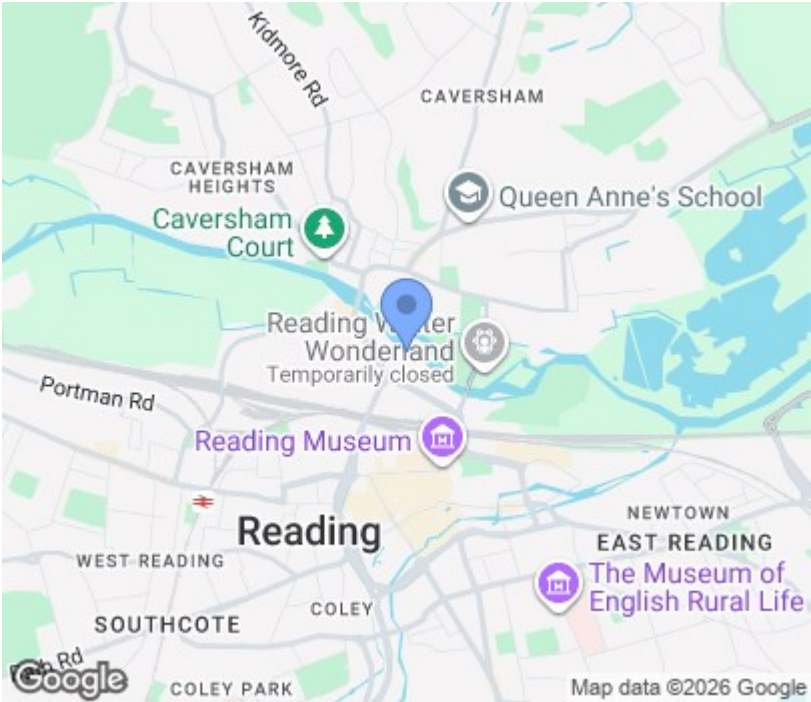 Kidmore Rd
CAVERSHAM
CAVERSHAM
HEIGHTS
Queen Anne's School
Caversham
Court
Reading Winter
Wonderland
Temporarily closed
Portman Rd
Reading Museum
Reading
NEWTOWN
EAST READING
WEST READING
The Museum of
English Rural Life
COLEY
SOUTHCOTE
Rd
COLEY PARK
Google
Map data ©2026 Google